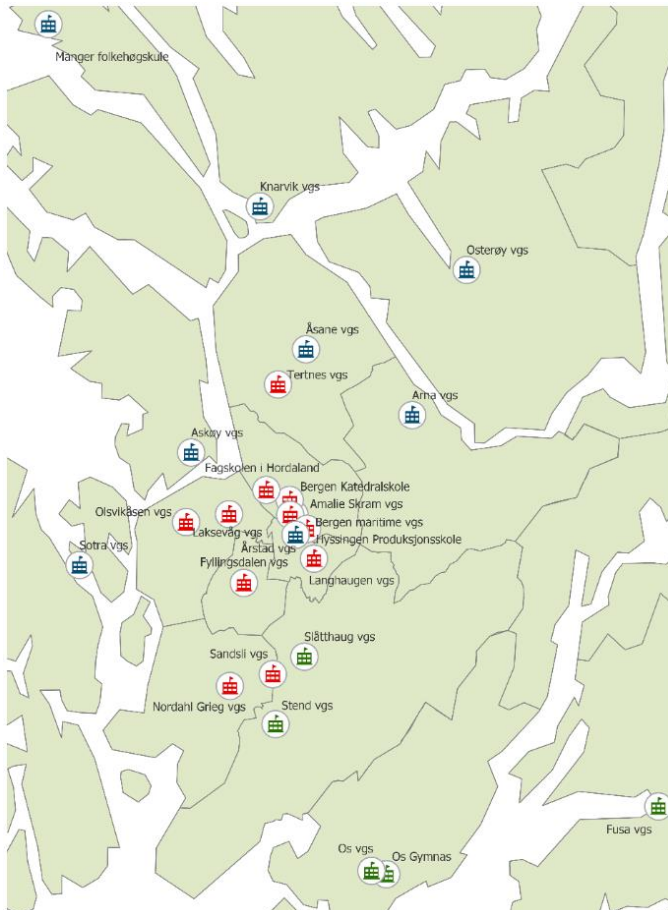 Manger folkehøgskule
Knarvik vgs
Osterøy vgs
Åsane vgs
Tertnes vgs
Arna vgs
Askøy vgs
Fagskolen i Hordaland
Bergen Katedralskole
Olsvikåsen vgs
Amalie Skram vgs
Laksevåg vgs
Bergen maritime vgs
Sotra vgs
Årstad vgs
Hyssingen Produksjonsskole
Fyllingsdalen vgs
Langhaugen vgs
Slåtthaug vgs
Sandsli vgs
Nordahl Grieg vgs
Stend vgs
Fusa vgs
Os vgs
Os Gymnas